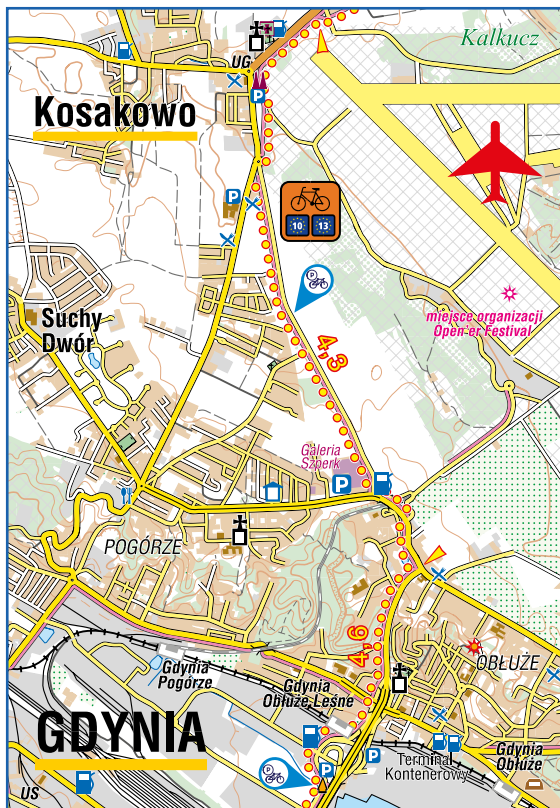 Kalkucz
UG
P
Kosakowo
P
10 13
P
miejsce organizacji
Open'er Festival
Suchy
Dwór
4,3
Galeria
Szperk
P
POGÓRZE
4,6
OBŁUŻE
Gdynia
Pogórze
Gdynia
Obłuże Leśne
GDYNIA
Gdynia
Obłuże
Terminal
Kontenerowy
P
P
P
US